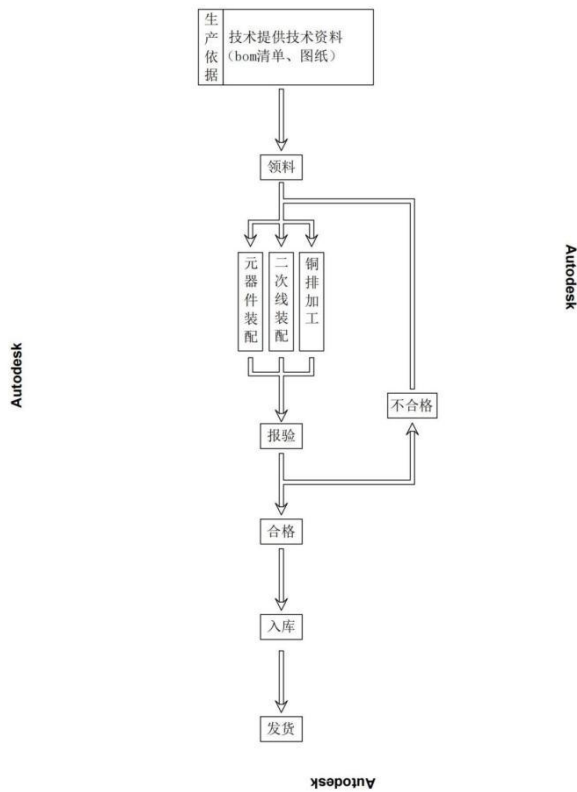 生产依据
技术提供技术资料
(bom清单、图纸)
领料
元器件装配
二次线装配
铜排加工
不合格
报验
合格
入库
发货
Autodesk
Autodesk
Autodesk